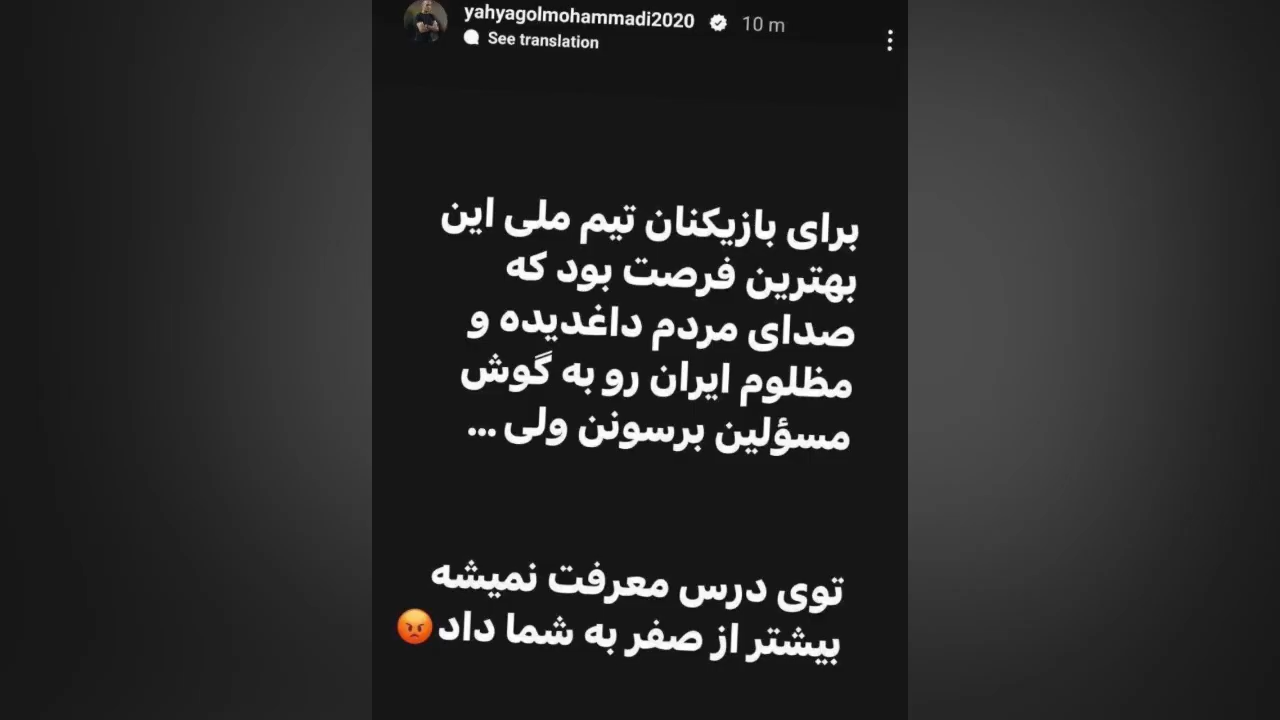 yahyagolmohammadi2020 10 m
See translation
برای بازیکنان تیم ملی این
بهترین فرصت بود که
صدای مردم داغدیده و
مظلوم ایران رو به گوش
مسؤلین برسونن ولی ...
توی درس معرفت نمیشه
بیشتر از صفر به شما داد😡